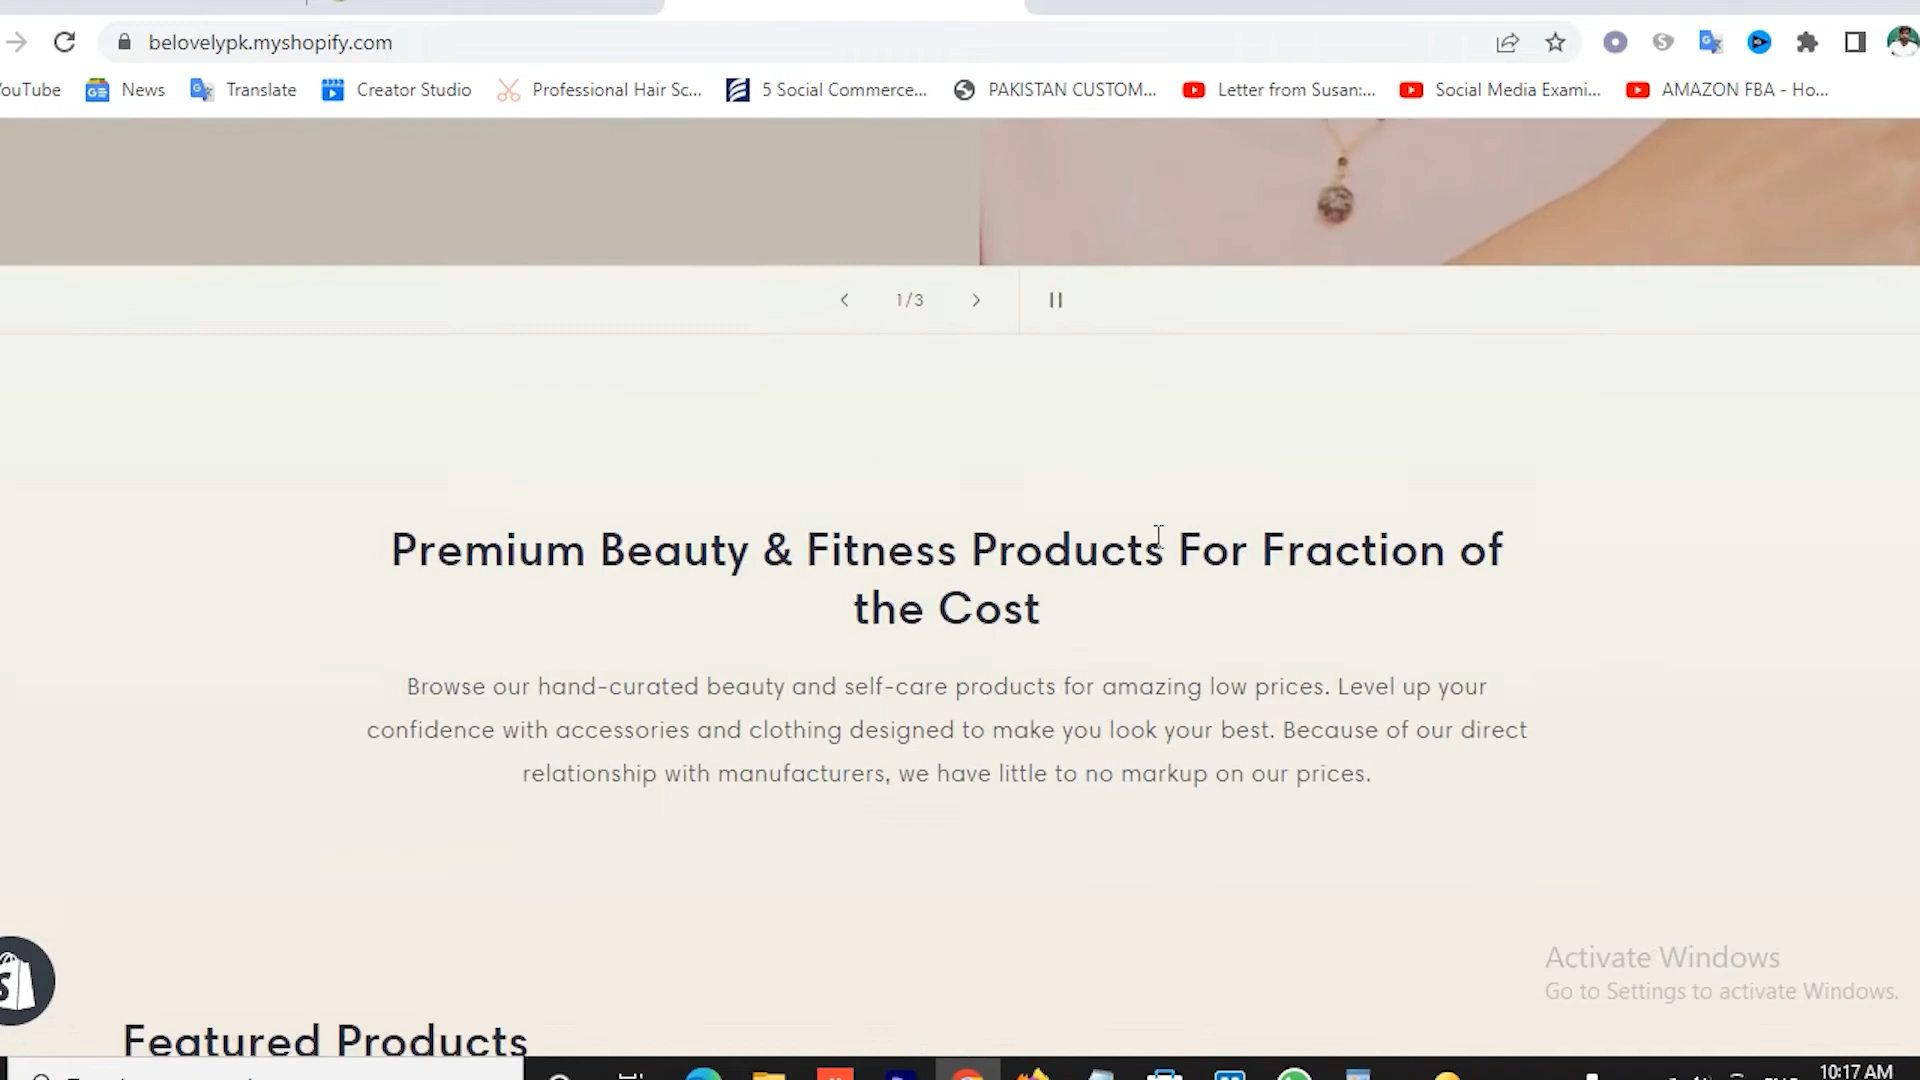 belovelypk.myshopify.com
YouTube News Translate Creator Studio Professional Hair Sc... 5 Social Commerce... PAKISTAN CUSTOM... Letter from Susan:... Social Media Exami... AMAZON FBA - Ho...
1/3
Premium Beauty & Fitness Products For Fraction of
the Cost
Browse our hand-curated beauty and self-care products for amazing low prices. Level up your
confidence with accessories and clothing designed to make you look your best. Because of our direct
relationship with manufacturers, we have little to no markup on our prices.
Activate Windows
Go to Settings to activate Windows.
Featured Products
10:17 AM